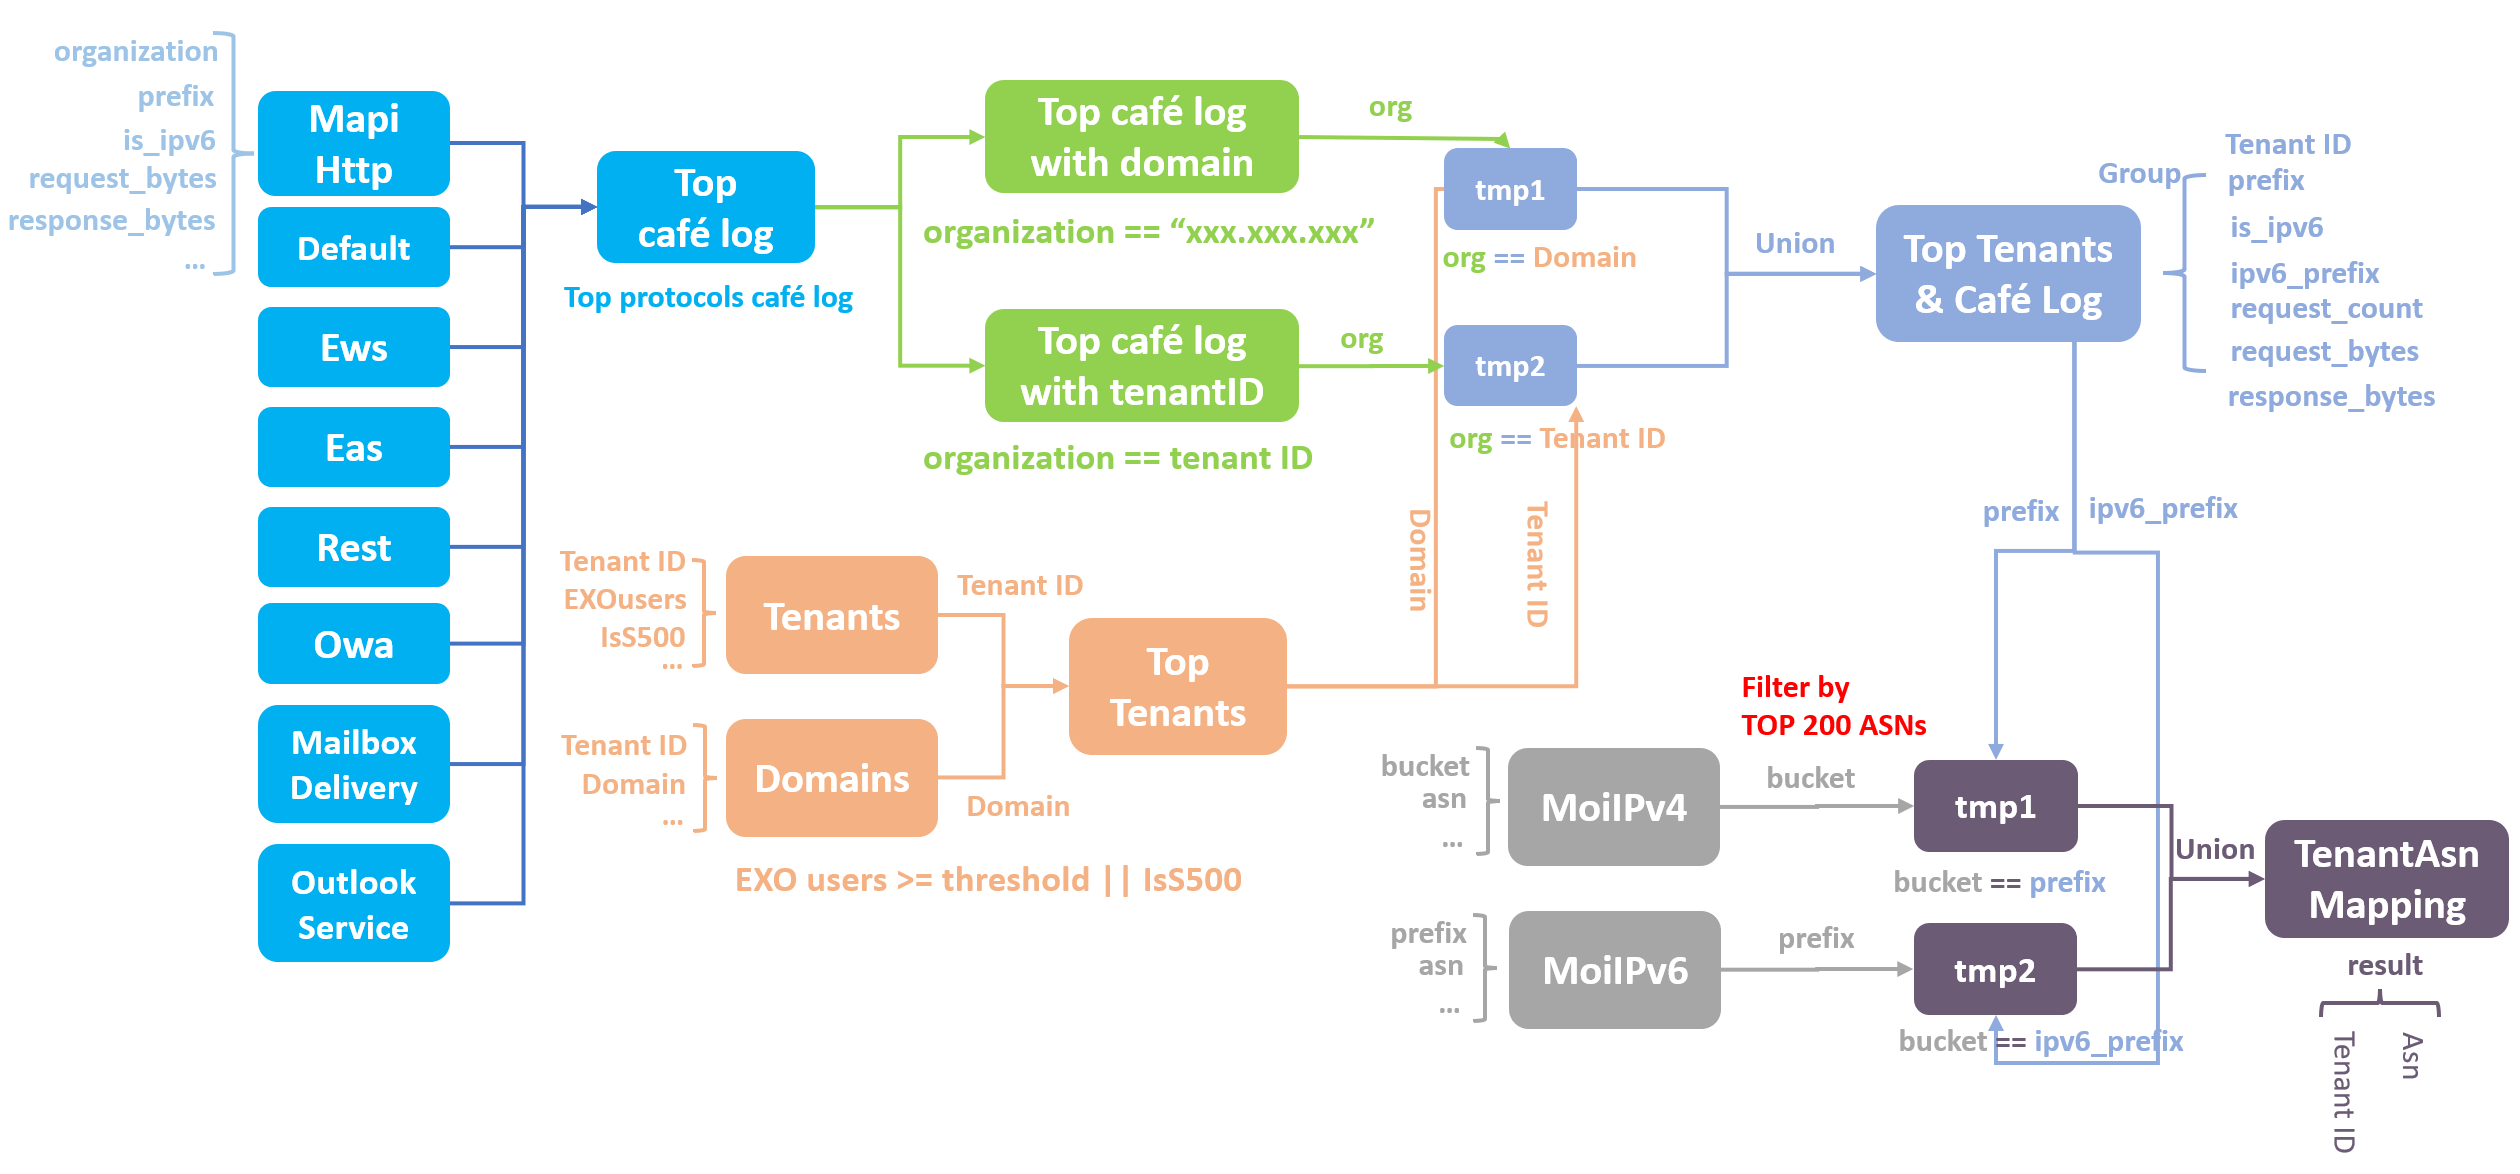 organization
prefix
is_ipv6
request_bytes
response_bytes
...
Mapi
Http
Default
Ews
Eas
Rest
Owa
Mailbox
Delivery
Outlook
Service
Top
café log
Top protocols café log
Top café log
with domain
organization == “xxx.xxx.xxx”
Top café log
with tenantID
organization == tenant ID
org
org
tmp1
org == Domain
tmp2
org == Tenant ID
Union
Top Tenants
& Café Log
Group
Tenant ID
prefix
is_ipv6
ipv6_prefix
request_count
request_bytes
response_bytes
Tenant ID
EXOusers
IsS500
...
Tenants
Tenant ID
Tenant ID
Domain
...
Domains
Domain
Top
Tenants
EXO users >= threshold || IsS500
Domain
Tenant ID
prefix
ipv6_prefix
Filter by
TOP 200 ASNs
bucket
asn
...
MoiIPv4
bucket
tmp1
bucket == prefix
prefix
asn
...
MoiIPv6
prefix
tmp2
bucket == ipv6_prefix
Union
TenantAsn
Mapping
result
Tenant ID
Asn